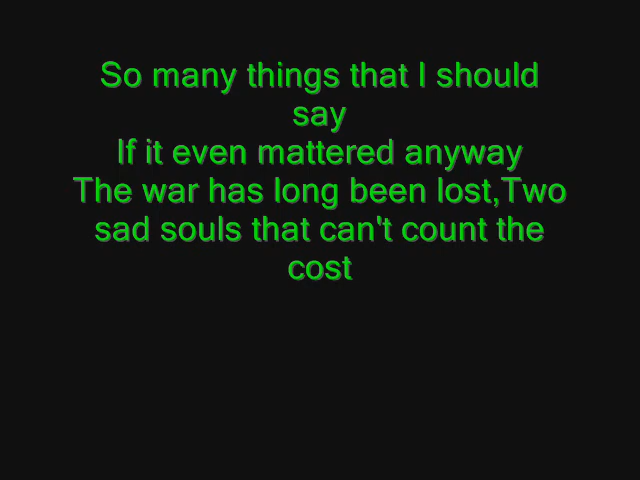 So many things that I should
say
If it even mattered anyway
The war has long been lost,Two
sad souls that can't count the
cost